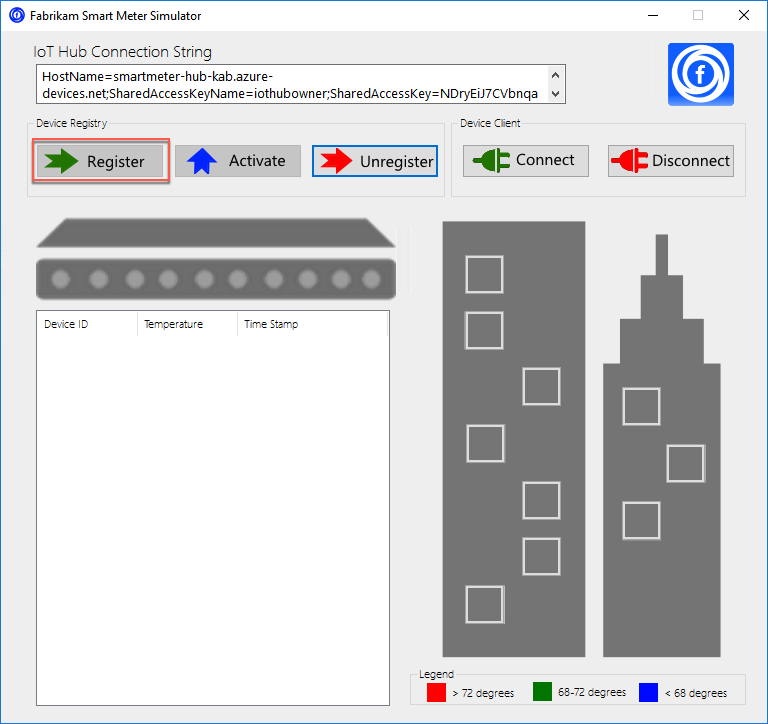 Fabrikam Smart Meter Simulator
IoT Hub Connection String
HostName=smartmeter-hub-kab.azure-
devices.net;SharedAccessKeyName=iothubowner;SharedAccessKey=NDryEiJ7CVbnqa
f
Device Registry
Device Client
Register
Activate
Unregister
Connect
Disconnect
Device ID
Temperature
Time Stamp
Legend
> 72 degrees
68-72 degrees
< 68 degrees